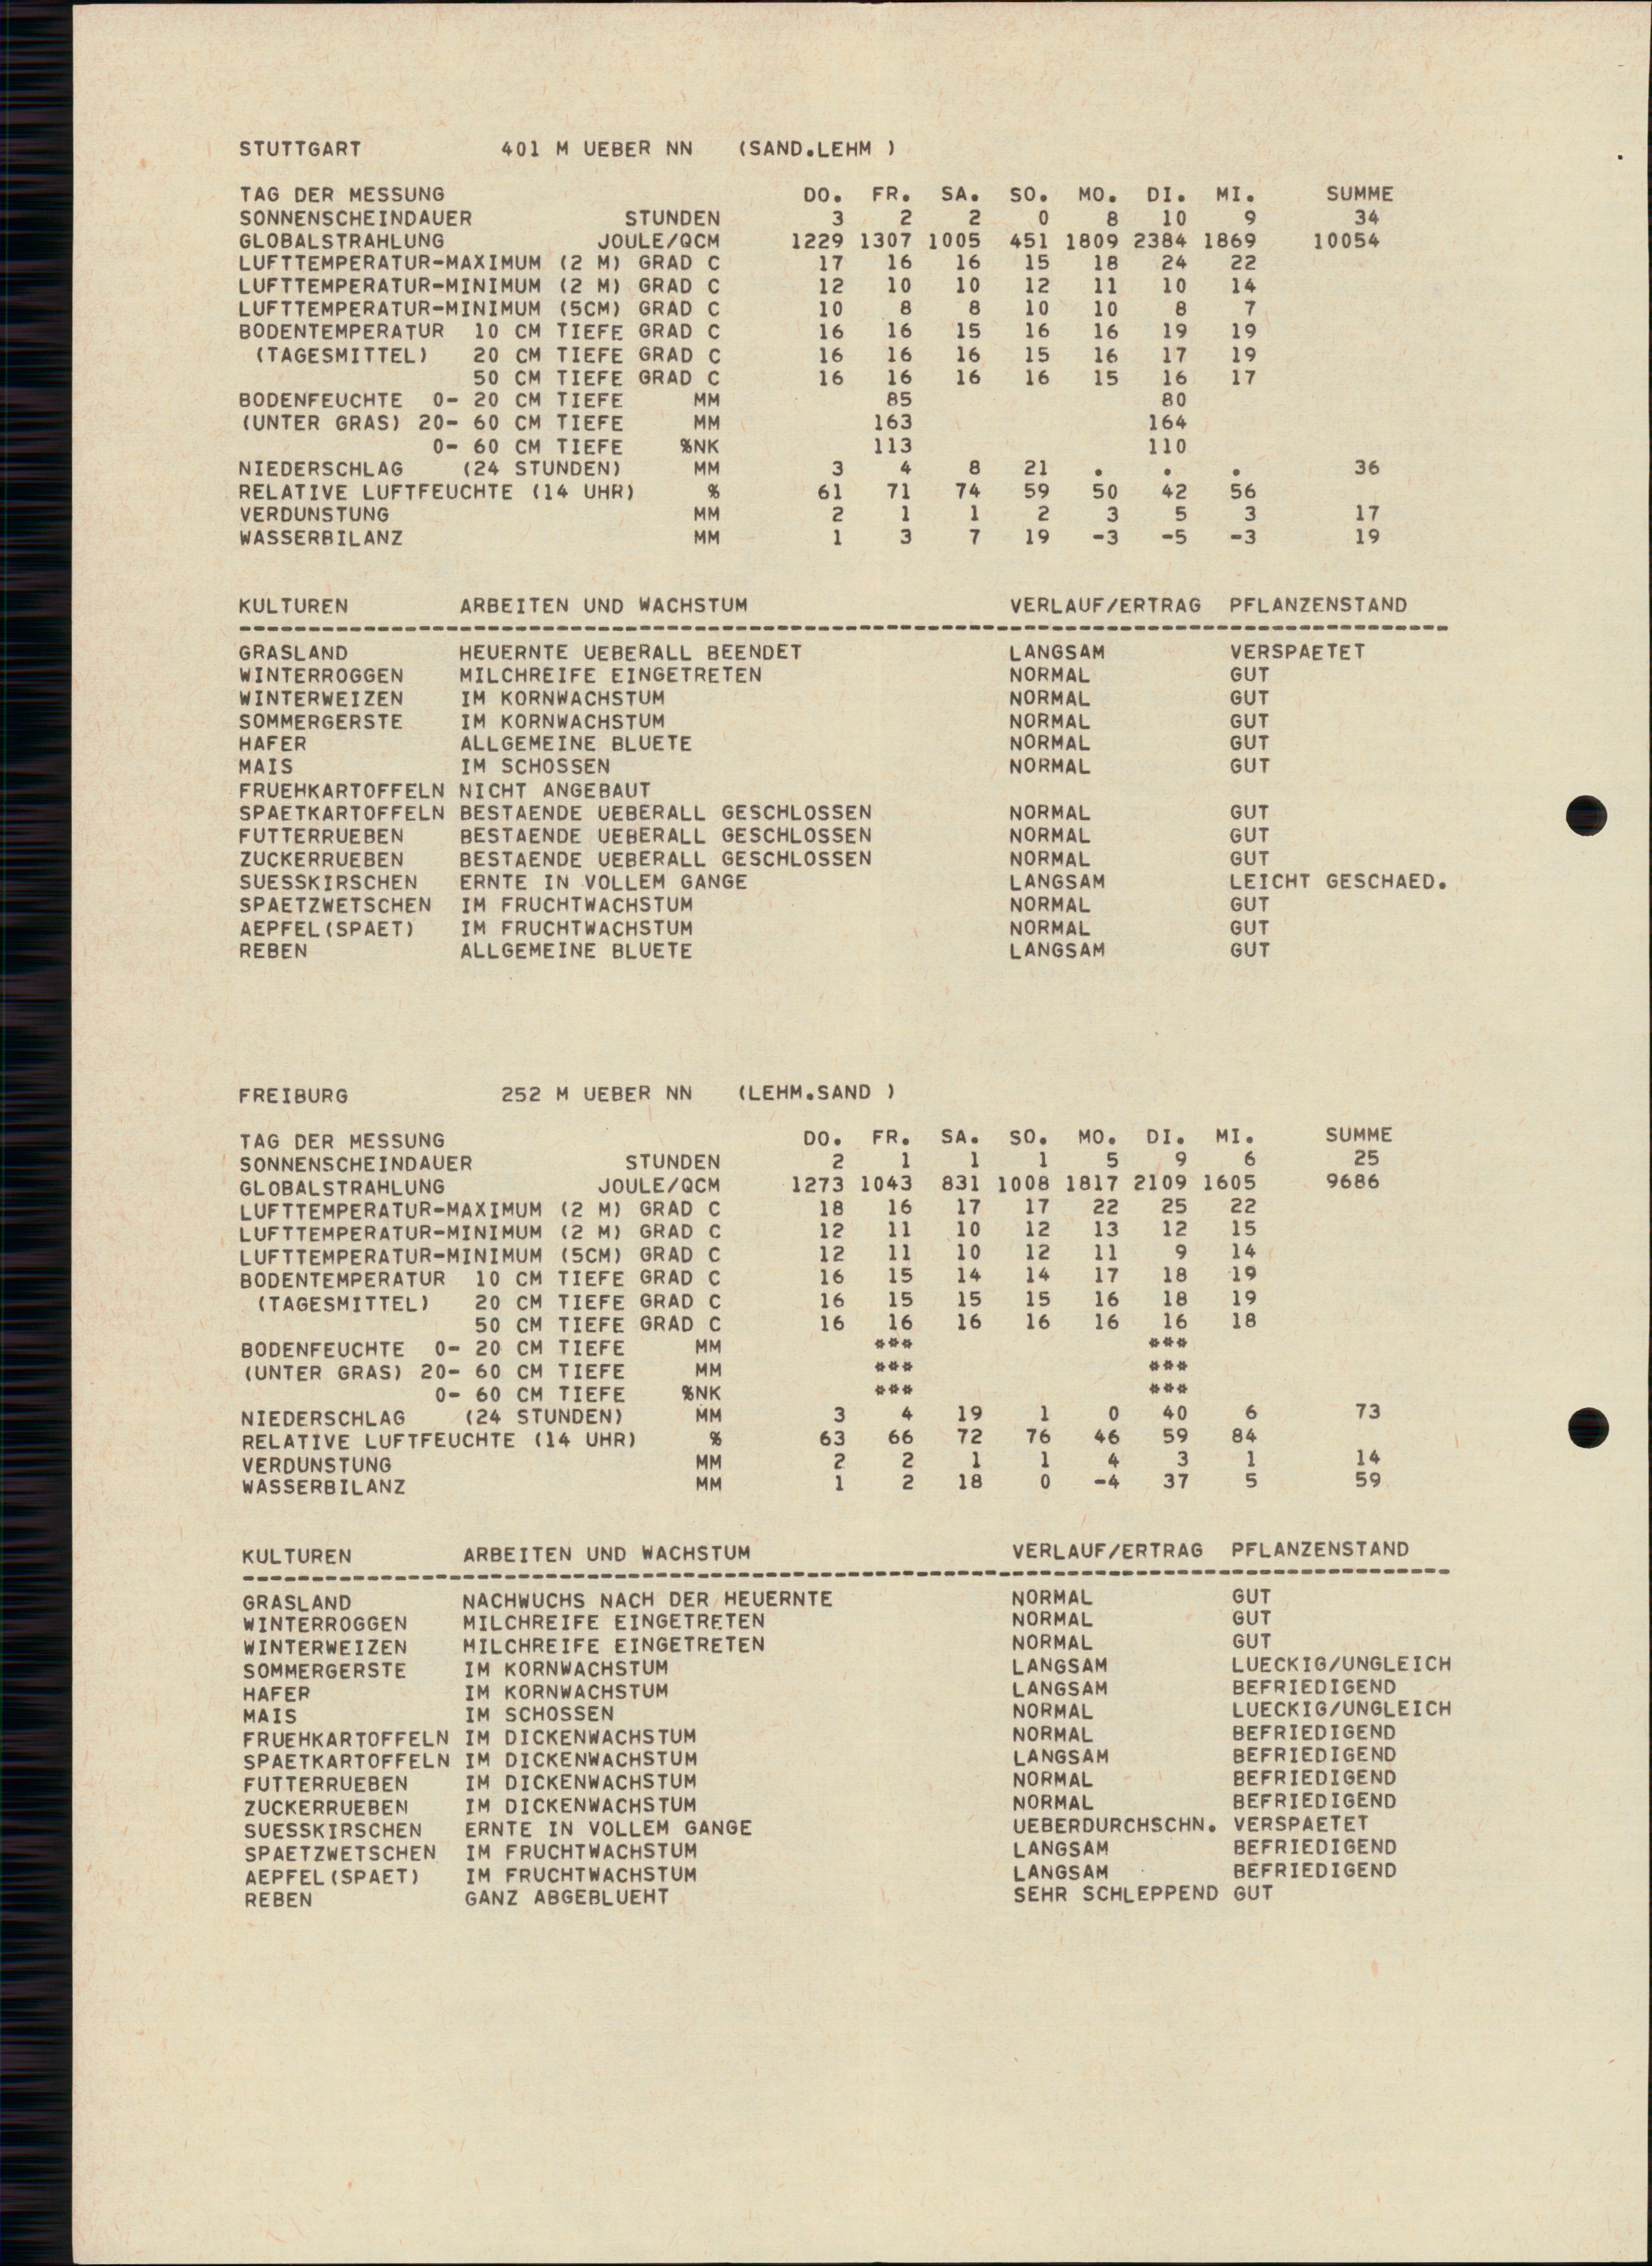 STUTTGART 401 M UEBER NN (SAND.LEHM )
TAG DER MESSUNG DO. FR. SA. SO. MO. DI. MI. SUMME
SONNENSCHEINDAUER STUNDEN 3 2 2 0 8 10 9 34
GLOBALSTRAHLUNG JOULE/QCM 1229 1307 1005 451 1809 2384 1869 10054
LUFTTEMPERATUR-MAXIMUM (2 M) GRAD C 17 16 16 15 18 24 22
LUFTTEMPERATUR-MINIMUM (2 M) GRAD C 12 10 10 12 11 10 14
LUFTTEMPERATUR-MINIMUM (5CM) GRAD C 10 8 8 10 10 8 7
BODENTEMPERATUR 10 CM TIEFE GRAD C 16 16 15 16 16 19 19
(TAGESMITTEL) 20 CM TIEFE GRAD C 16 16 16 15 16 17 19
50 CM TIEFE GRAD C 16 16 16 16 15 16 17
BODENFEUCHTE 0- 20 CM TIEFE MM 85 80
(UNTER GRAS) 20- 60 CM TIEFE MM 163 164
0- 60 CM TIEFE %NK 113 110
NIEDERSCHLAG (24 STUNDEN) MM 3 4 8 21 . . . 36
RELATIVE LUFTFEUCHTE (14 UHR) % 61 71 74 59 50 42 56
VERDUNSTUNG MM 2 1 1 2 3 5 3 17
WASSERBILANZ MM 1 3 7 19 -3 -5 -3 19
KULTUREN ARBEITEN UND WACHSTUM VERLAUF/ERTRAG PFLANZENSTAND
----------------------------------------------------------------------------------------
GRASLAND HEUERNTE UEBERALL BEENDET LANGSAM VERSPAETET
WINTERROGGEN MILCHREIFE EINGETRETEN NORMAL GUT
WINTERWEIZEN IM KORNWACHSTUM NORMAL GUT
SOMMERGERSTE IM KORNWACHSTUM NORMAL GUT
HAFER ALLGEMEINE BLUETE NORMAL GUT
MAIS IM SCHOSSEN NORMAL GUT
FRUEHKARTOFFELN NICHT ANGEBAUT
SPAETKARTOFFELN BESTAENDE UEBERALL GESCHLOSSEN NORMAL GUT
FUTTERRUEBEN BESTAENDE UEBERALL GESCHLOSSEN NORMAL GUT
ZUCKERRUEBEN BESTAENDE UEBERALL GESCHLOSSEN NORMAL GUT
SUESSKIRSCHEN ERNTE IN VOLLEM GANGE LANGSAM LEICHT GESCHAED.
SPAETZWETSCHEN IM FRUCHTWACHSTUM NORMAL GUT
AEPFEL(SPAET) IM FRUCHTWACHSTUM NORMAL GUT
REBEN ALLGEMEINE BLUETE LANGSAM GUT
FREIBURG 252 M UEBER NN (LEHM.SAND )
TAG DER MESSUNG DO. FR. SA. SO. MO. DI. MI. SUMME
SONNENSCHEINDAUER STUNDEN 2 1 1 1 5 9 6 25
GLOBALSTRAHLUNG JOULE/QCM 1273 1043 831 1008 1817 2109 1605 9686
LUFTTEMPERATUR-MAXIMUM (2 M) GRAD C 18 16 17 17 22 25 22
LUFTTEMPERATUR-MINIMUM (2 M) GRAD C 12 11 10 12 13 12 15
LUFTTEMPERATUR-MINIMUM (5CM) GRAD C 12 11 10 12 11 9 14
BODENTEMPERATUR 10 CM TIEFE GRAD C 16 15 14 14 17 18 19
(TAGESMITTEL) 20 CM TIEFE GRAD C 16 15 15 15 16 18 19
50 CM TIEFE GRAD C 16 16 16 16 16 16 18
BODENFEUCHTE 0- 20 CM TIEFE MM *** ***
(UNTER GRAS) 20- 60 CM TIEFE MM *** ***
0- 60 CM TIEFE %NK *** ***
NIEDERSCHLAG (24 STUNDEN) MM 3 4 19 1 0 40 6 73
RELATIVE LUFTFEUCHTE (14 UHR) % 63 66 72 76 46 59 84
VERDUNSTUNG MM 2 2 1 1 4 3 1 14
WASSERBILANZ MM 1 2 18 0 -4 37 5 59
KULTUREN ARBEITEN UND WACHSTUM VERLAUF/ERTRAG PFLANZENSTAND
----------------------------------------------------------------------------------------
GRASLAND NACHWUCHS NACH DER HEUERNTE NORMAL GUT
WINTERROGGEN MILCHREIFE EINGETRETEN NORMAL GUT
WINTERWEIZEN MILCHREIFE EINGETRETEN NORMAL GUT
SOMMERGERSTE IM KORNWACHSTUM LANGSAM LUECKIG/UNGLEICH
HAFER IM KORNWACHSTUM LANGSAM BEFRIEDIGEND
MAIS IM SCHOSSEN NORMAL LUECKIG/UNGLEICH
FRUEHKARTOFFELN IM DICKENWACHSTUM NORMAL BEFRIEDIGEND
SPAETKARTOFFELN IM DICKENWACHSTUM LANGSAM BEFRIEDIGEND
FUTTERRUEBEN IM DICKENWACHSTUM NORMAL BEFRIEDIGEND
ZUCKERRUEBEN IM DICKENWACHSTUM NORMAL BEFRIEDIGEND
SUESSKIRSCHEN ERNTE IN VOLLEM GANGE UEBERDURCHSCHN. VERSPAETET
SPAETZWETSCHEN IM FRUCHTWACHSTUM LANGSAM BEFRIEDIGEND
AEPFEL(SPAET) IM FRUCHTWACHSTUM LANGSAM BEFRIEDIGEND
REBEN GANZ ABGEBLUEHT SEHR SCHLEPPEND GUT